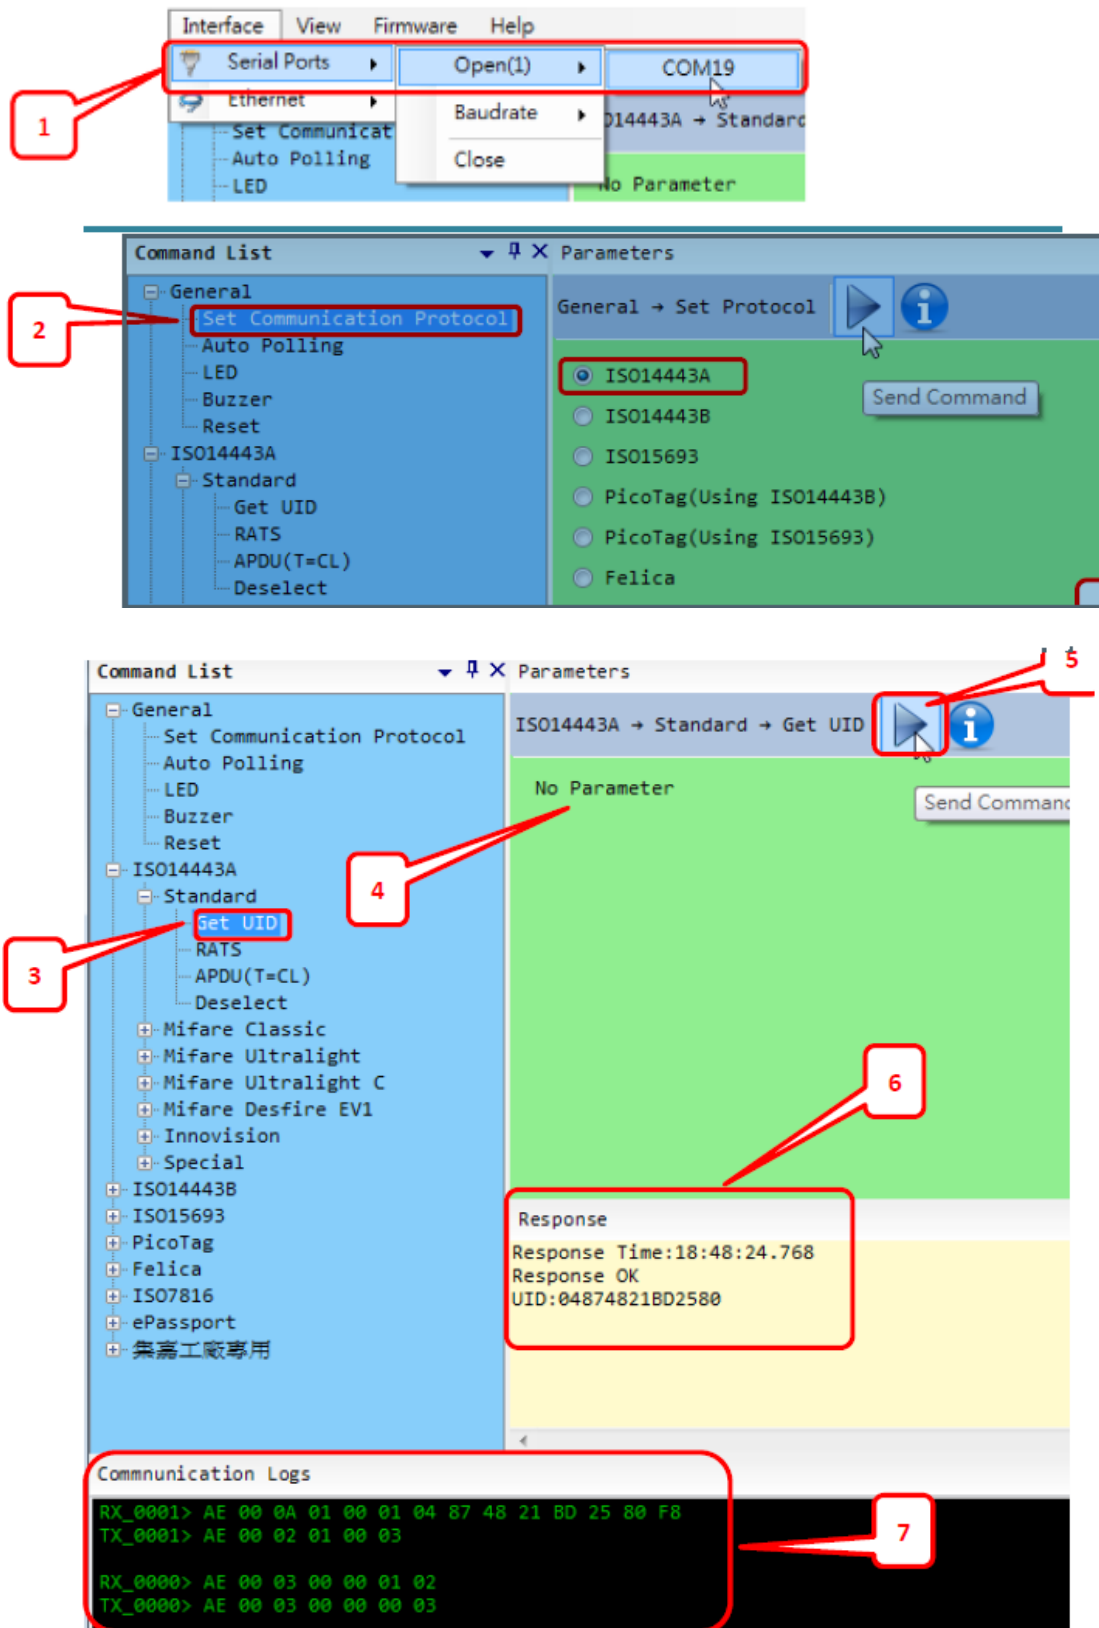 Interface View Firmware Help
Serial Ports Open(1) COM19
Ethernet
Baudrate
Set Communicat
ISO14443A → Standard
Auto Polling
Close
LED
No Parameter
1
Command List Parameters
General
General → Set Protocol
2
Set Communication Protocol
Auto Polling
LED
Buzzer
Reset
ISO14443A
Standard
Get UID
RATS
APDU(T=CL)
Deselect
ISO14443A
Send Command
ISO14443B
ISO15693
PicoTag(Using ISO14443B)
PicoTag(Using ISO15693)
Felica
5
Command List Parameters
General
Set Communication Protocol
Auto Polling
LED
Buzzer
Reset
ISO14443A
Standard
Get UID
RATS
APDU(T=CL)
Deselect
Mifare Classic
Mifare Ultralight
Mifare Ultralight C
Mifare Desfire EV1
Innovision
Special
ISO14443B
ISO15693
PicoTag
Felica
ISO7816
ePassport
集嘉工廠專用
3
ISO14443A → Standard → Get UID
No Parameter
Send Command
4
6
Response
Response Time:18:48:24.768
Response OK
UID:04874821BD2580
Commnunication Logs
RX_0001> AE 00 0A 01 00 01 04 87 48 21 BD 25 80 F8
TX_0001> AE 00 02 01 00 03
RX_0000> AE 00 03 00 00 01 02
TX_0000> AE 00 03 00 00 00 03
7